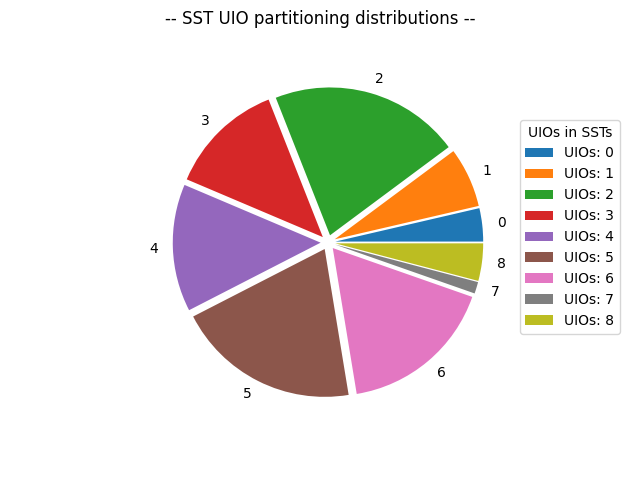 -- SST UIO partitioning distributions --
2
3
1
0
4
8
7
6
5
UIOs in SSTs
UIOs: 0
UIOs: 1
UIOs: 2
UIOs: 3
UIOs: 4
UIOs: 5
UIOs: 6
UIOs: 7
UIOs: 8